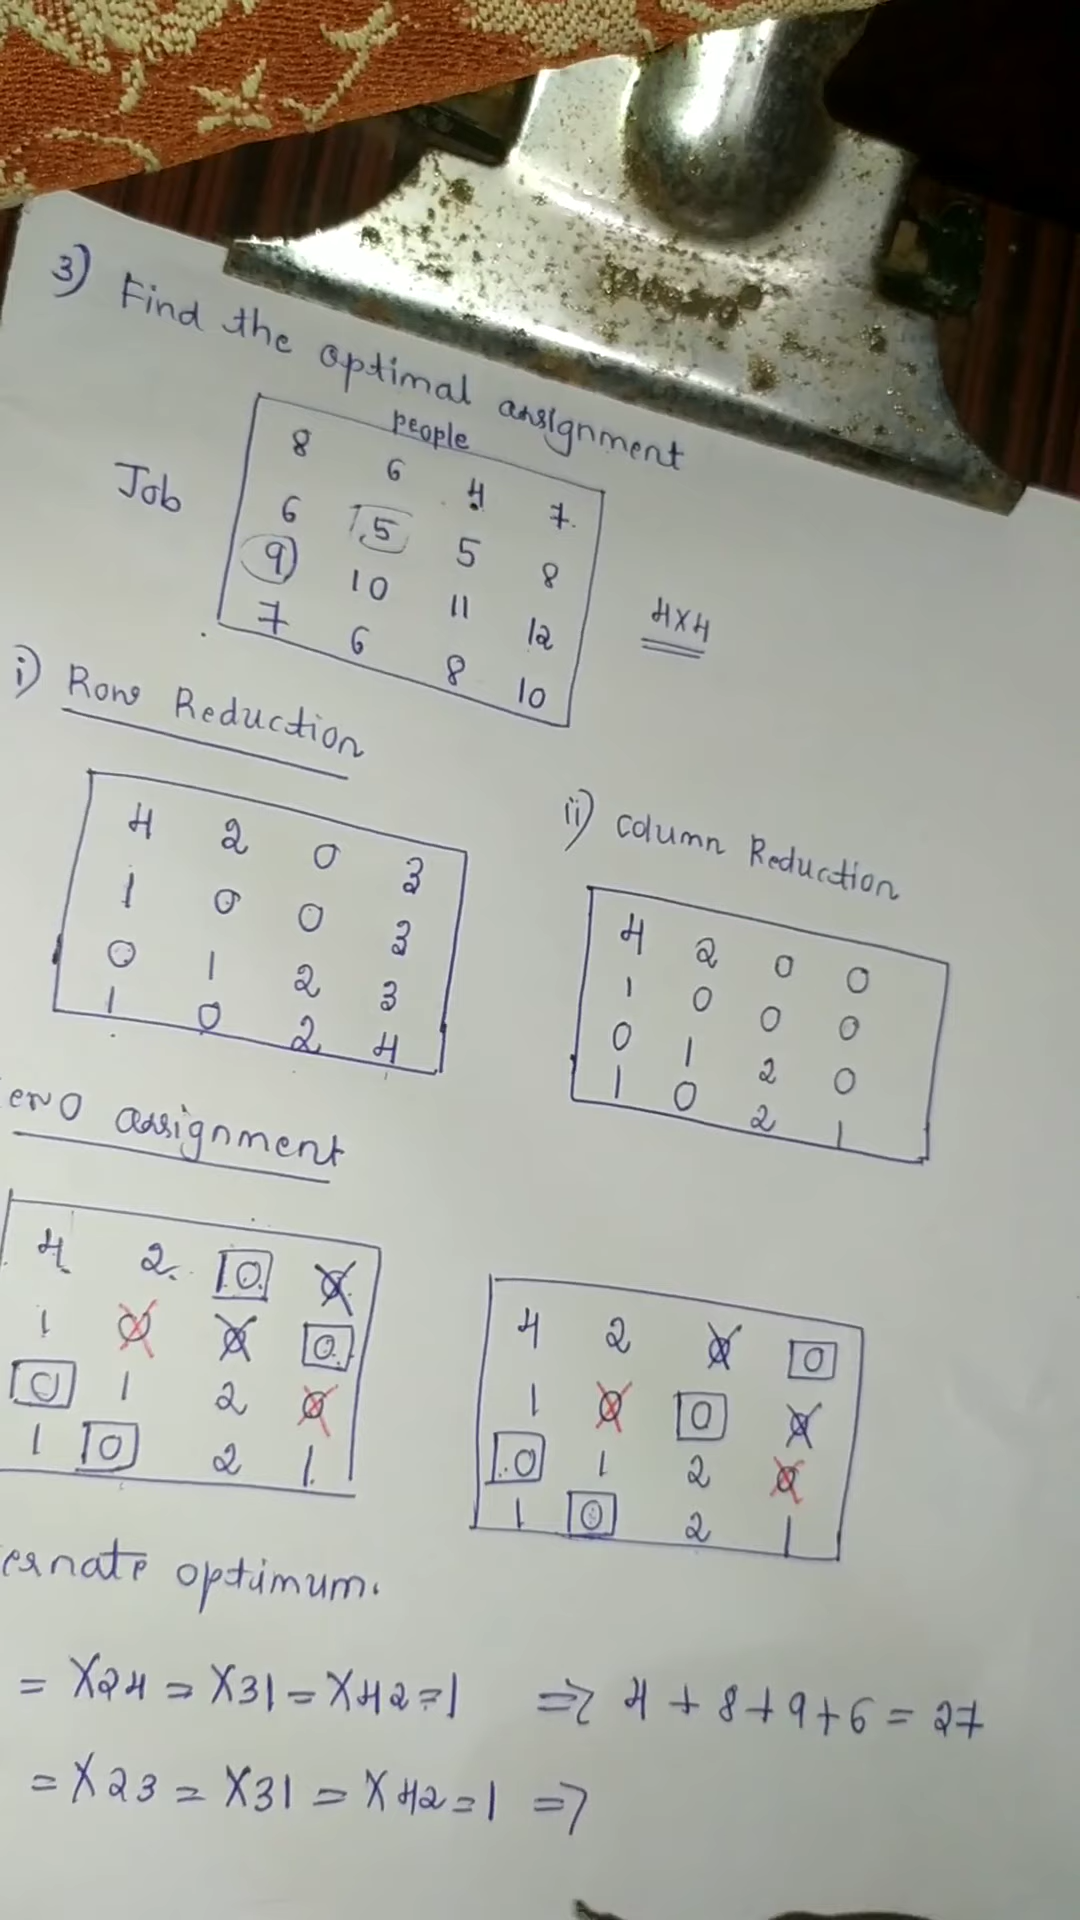 3) Find the optimal assignment
people
Job
8 6 4 7
6 5 5 8
9 10 11 12
7 6 8 10
4x4
i) Row Reduction
4 2 0 3
1 0 0 3
0 1 2 3
1 0 2 4
ii) Column Reduction
4 2 0 0
1 0 0 0
0 1 2 0
1 0 2 1
ero assignment
4 2 0 0
1 0 0 0
0 1 2 0
1 0 2 1
4 2 0 0
1 0 0 0
0 1 2 0
1 0 2 1
ernate optimum.
= X24 = X31 = X42 = 1 => 4 + 8 + 9 + 6 = 27
= X23 = X31 = X42 = 1 =>